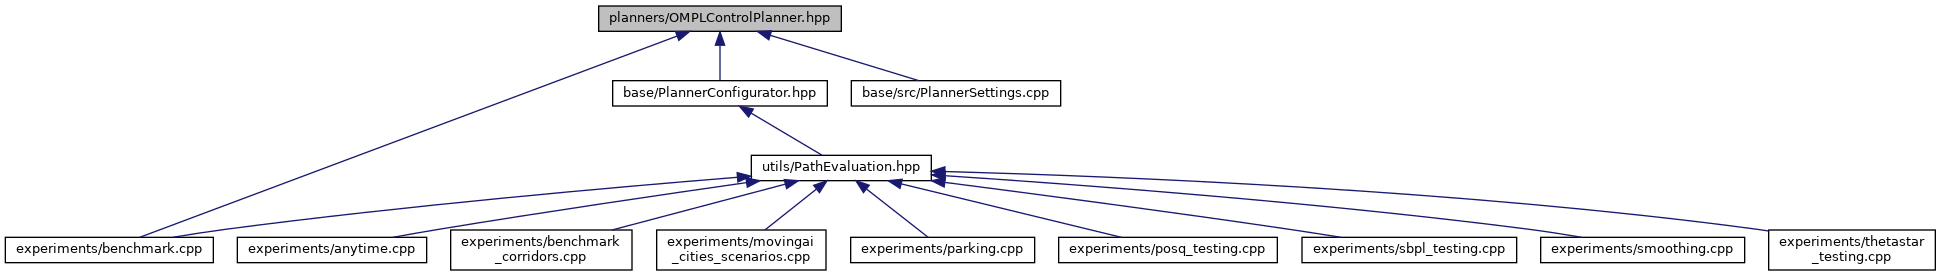 planners/OMPLControlPlanner.hpp
base/PlannerConfigurator.hpp
base/src/PlannerSettings.cpp
utils/PathEvaluation.hpp
experiments/benchmark.cpp
experiments/anytime.cpp
experiments/benchmark
_corridors.cpp
experiments/movingai
_cities_scenarios.cpp
experiments/parking.cpp
experiments/posq_testing.cpp
experiments/sbpl_testing.cpp
experiments/smoothing.cpp
experiments/thetastar
_testing.cpp